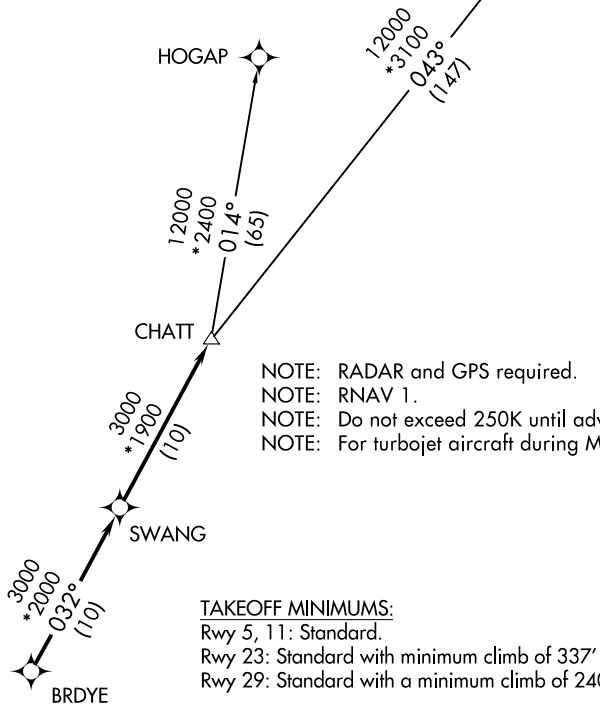 12000
*3100
043°
(147)
HOGAP
12000
*2400
014°
(65)
CHATT
NOTE: RADAR and GPS required.
NOTE: RNAV 1.
NOTE: Do not exceed 250K until
NOTE: For turbojet aircraft during
3000
*1900
(10)
SWANG
3000
*2000
032°
(10)
BRDYE
TAKEOFF MINIMUMS:
Rwy 5, 11: Standard.
Rwy 23: Standard with minimum climb of 337'
Rwy 29: Standard with a minimum climb of